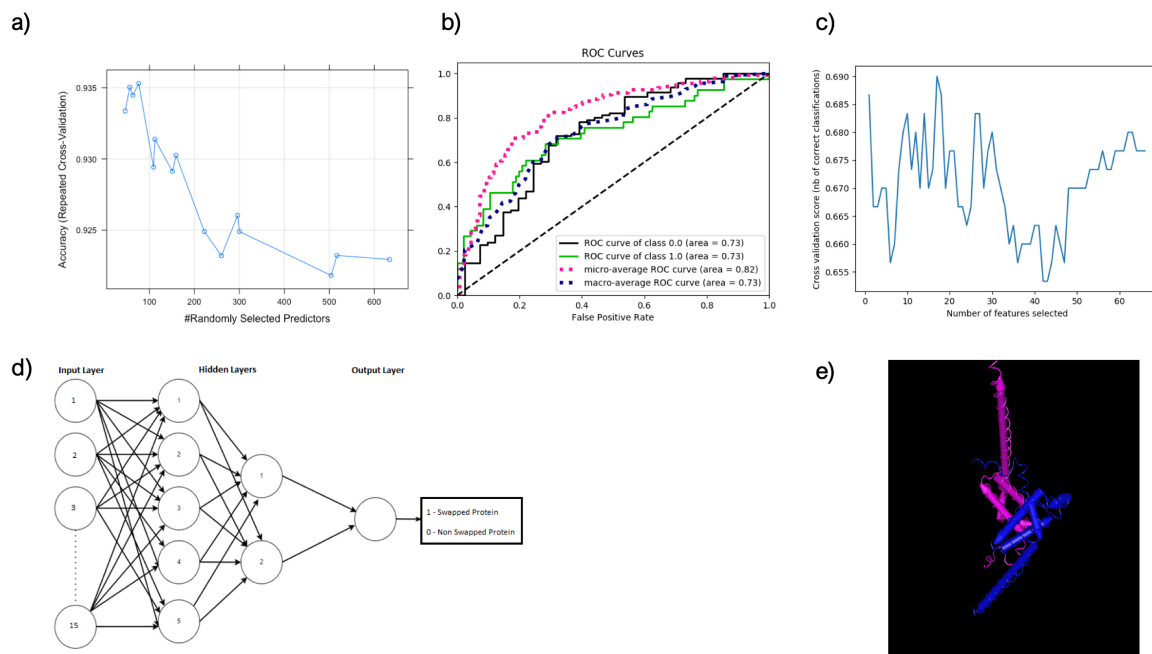 a)
0.935
0.930
0.925
Accuracy (Repeated Cross-Validation)
100
200
300
400
500
600
#Randomly Selected Predictors
b)
ROC Curves
1.0
0.8
0.6
0.4
0.2
0.0
0.0
0.2
0.4
0.6
0.8
1.0
False Positive Rate
ROC curve of class 0.0 (area = 0.73)
ROC curve of class 1.0 (area = 0.73)
micro-average ROC curve (area = 0.82)
macro-average ROC curve (area = 0.73)
c)
0.690
0.685
0.680
0.675
0.670
0.665
0.660
0.655
Cross validation score (nb of correct classifications)
0
10
20
30
40
50
60
Number of features selected
d)
Input Layer
Hidden Layers
Output Layer
1
2
3
15
1
2
3
4
5
1
2
1 - Swapped Protein
0 - Non Swapped Protein
e)